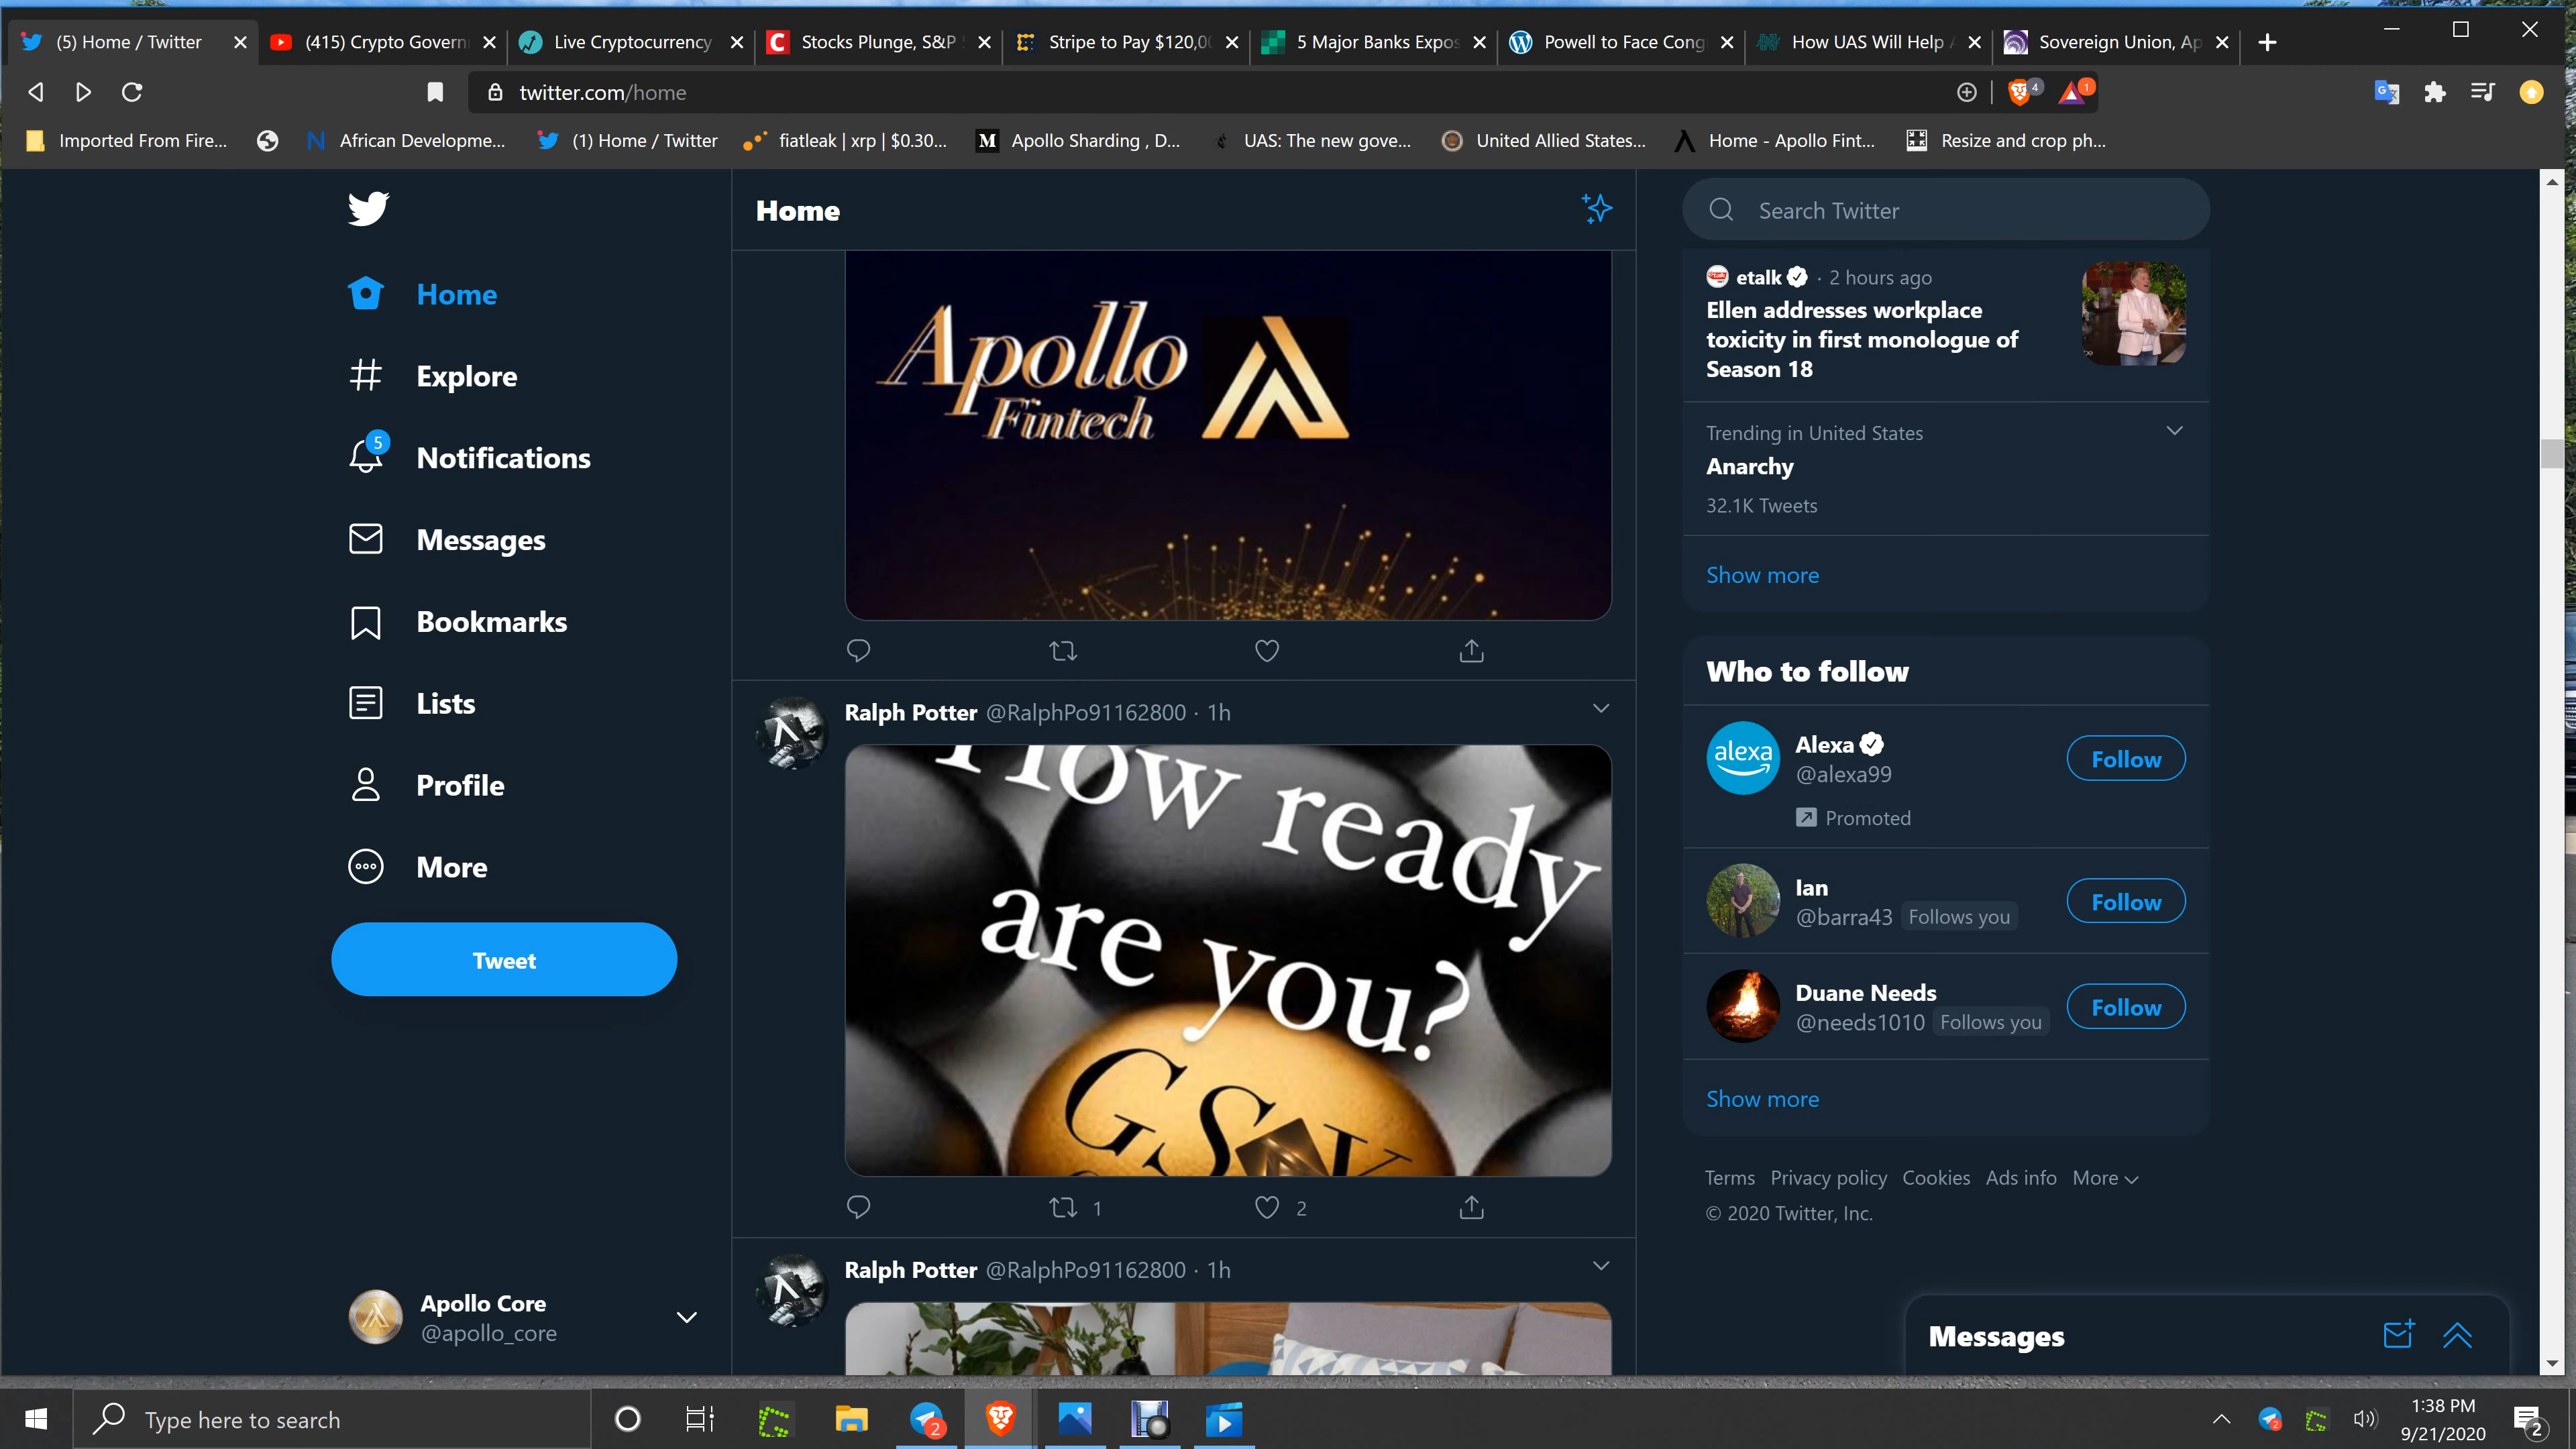 (5) Home / Twitter
(415) Crypto Govern
Live Cryptocurrency
Stocks Plunge, S&P
Stripe to Pay $120,0
5 Major Banks Expos
Powell to Face Cong
How UAS Will Help
Sovereign Union, Ap
twitter.com/home
4
1
Imported From Fire...
African Developme...
(1) Home / Twitter
fiatleak | xrp | $0.30...
Apollo Sharding , D...
UAS: The new gove...
United Allied States...
Home - Apollo Fint...
Resize and crop ph...
Home
Explore
5
Notifications
Messages
Bookmarks
Lists
Profile
More
Tweet
Apollo Core
@apollo_core
Home
Apollo
Fintech
Ralph Potter @RalphPo91162800 · 1h
How ready
are you?
GSX
1
2
Ralph Potter @RalphPo91162800 · 1h
Search Twitter
etalk · 2 hours ago
Ellen addresses workplace
toxicity in first monologue of
Season 18
Trending in United States
Anarchy
32.1K Tweets
Show more
Who to follow
alexa
Alexa
@alexa99
Follow
Promoted
Ian
@barra43 Follows you
Follow
Duane Needs
@needs1010 Follows you
Follow
Show more
Terms Privacy policy Cookies Ads info More
© 2020 Twitter, Inc.
Messages
Type here to search
2
2
1:38 PM
9/21/2020
2